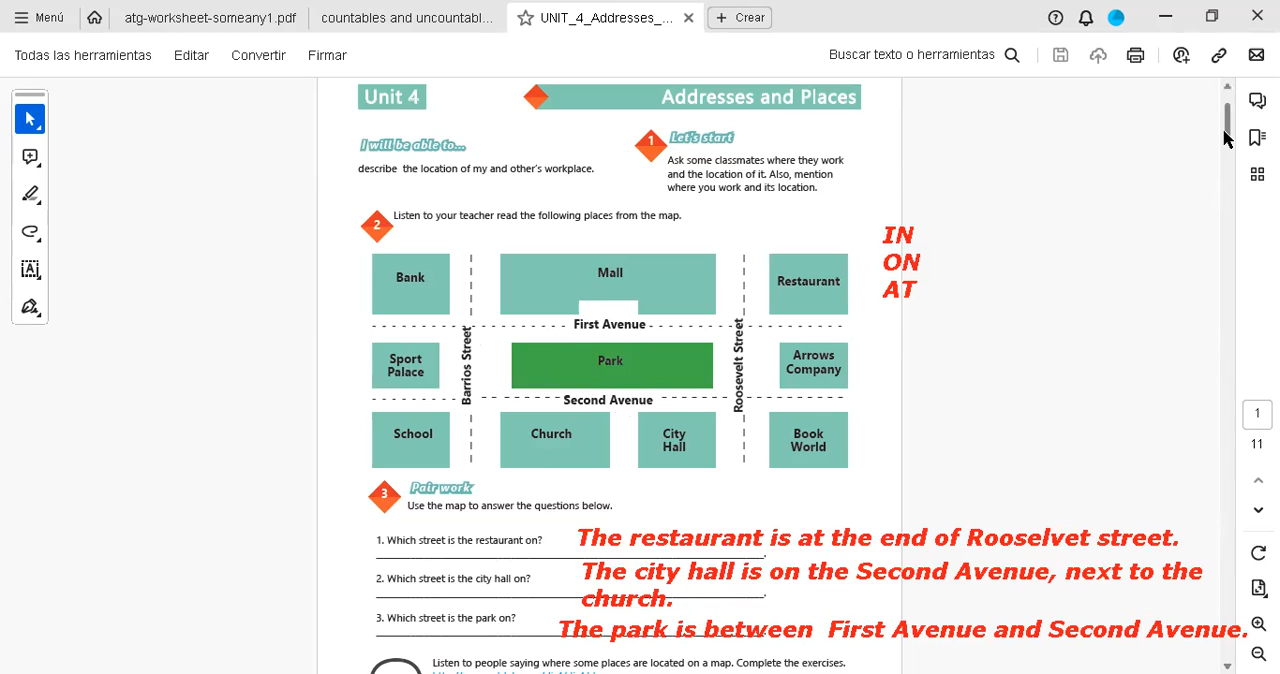 Menú
atg-worksheet-someany1.pdf
countables and uncountabl...
UNIT_4_Addresses_...
Crear
Todas las herramientas
Editar
Convertir
Firmar
Buscar texto o herramientas
Unit 4
Addresses and Places
I will be able to...
describe the location of my and other's workplace.
1
Let's start
Ask some classmates where they work
and the location of it. Also, mention
where you work and its location.
2
Listen to your teacher read the following places from the map.
IN
ON
AT
Bank
Mall
Restaurant
First Avenue
Sport
Palace
Barrios Street
Park
Roosevelt Street
Arrows
Company
Second Avenue
School
Church
City
Hall
Book
World
3
Pair work
Use the map to answer the questions below.
1. Which street is the restaurant on?
The restaurant is at the end of Rooselvet street.
2. Which street is the city hall on?
The city hall is on the Second Avenue, next to the
church.
3. Which street is the park on?
The park is between First Avenue and Second Avenue.
Listen to people saying where some places are located on a map. Complete the exercises.
1
11